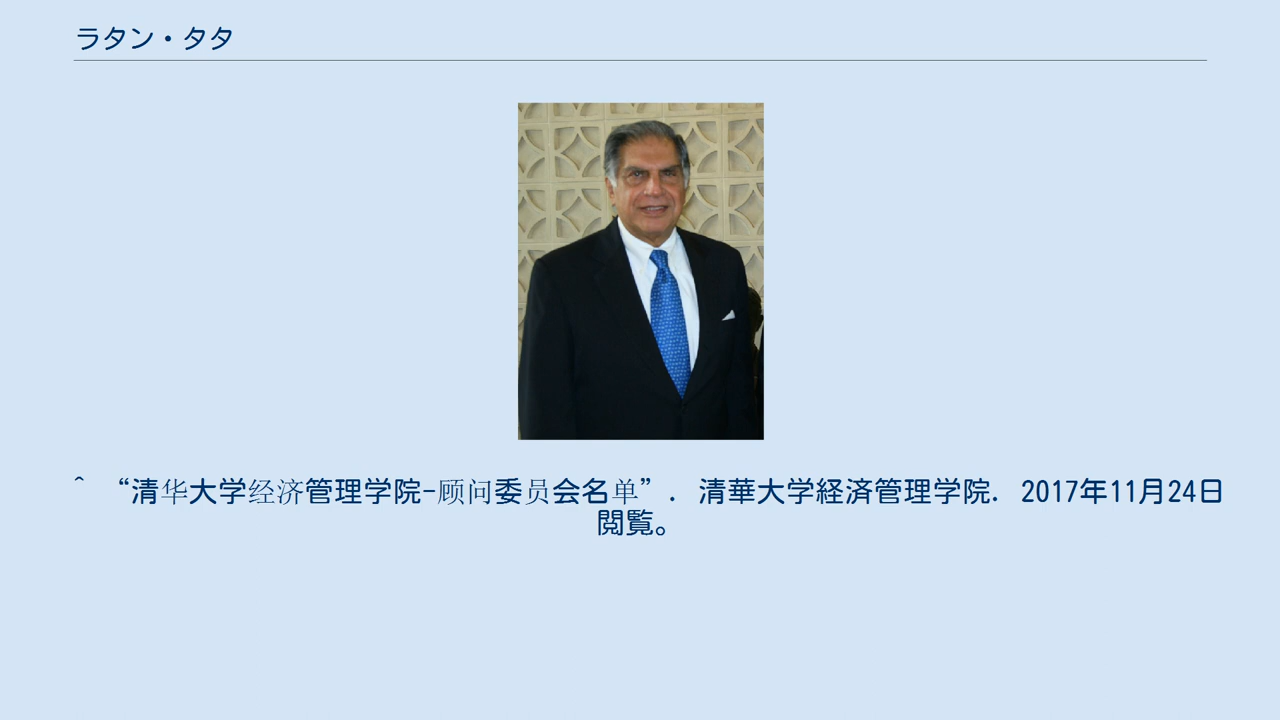 ラタン・タタ
^ “清华大学经济管理学院-顾问委员会名单”. 清華大学経済管理学院. 2017年11月24日
閲覧。